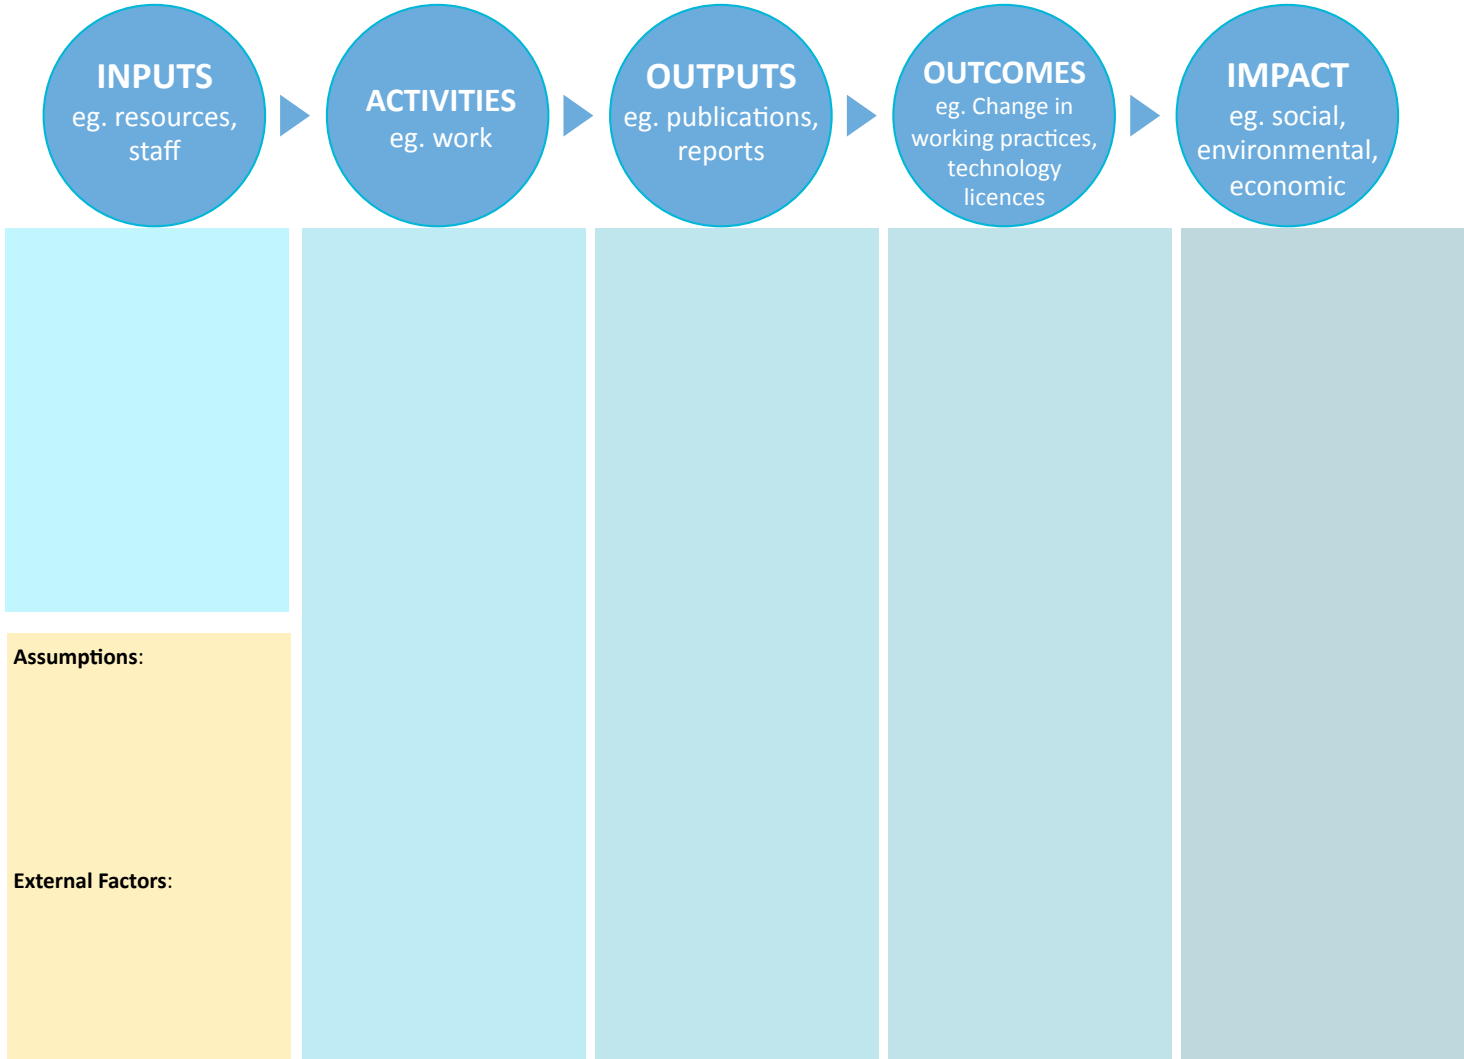 INPUTS
eg. resources,
staff
ACTIVITIES
eg. work
OUTPUTS
eg. publications,
reports
OUTCOMES
eg. Change in
working practices,
technology
licences
IMPACT
eg. social,
environmental,
economic
Assumptions:
External Factors: